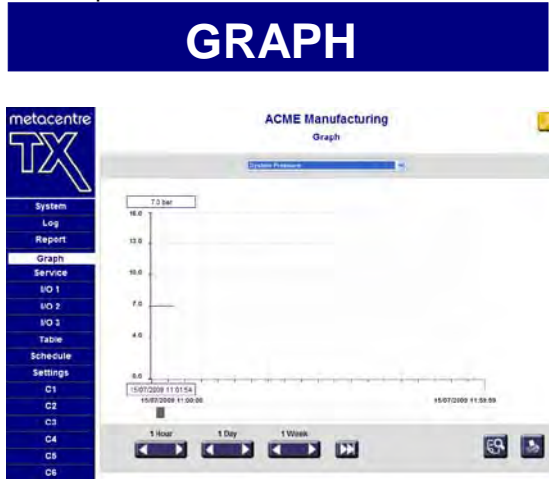 GRAPH
metacentre
TX
ACME Manufacturing
Graph
System Pressure
System
Log
Report
Graph
Service
I/O 1
I/O 2
I/O 3
Table
Schedule
Settings
C1
C2
C3
C4
C5
C6
7.0 bar
16.0
13.0
10.0
7.0
4.0
0.0
15/07/2009 11:01:54
15/07/2009 11:00:00
15/07/2009 11:59:59
1 Hour
1 Day
1 Week